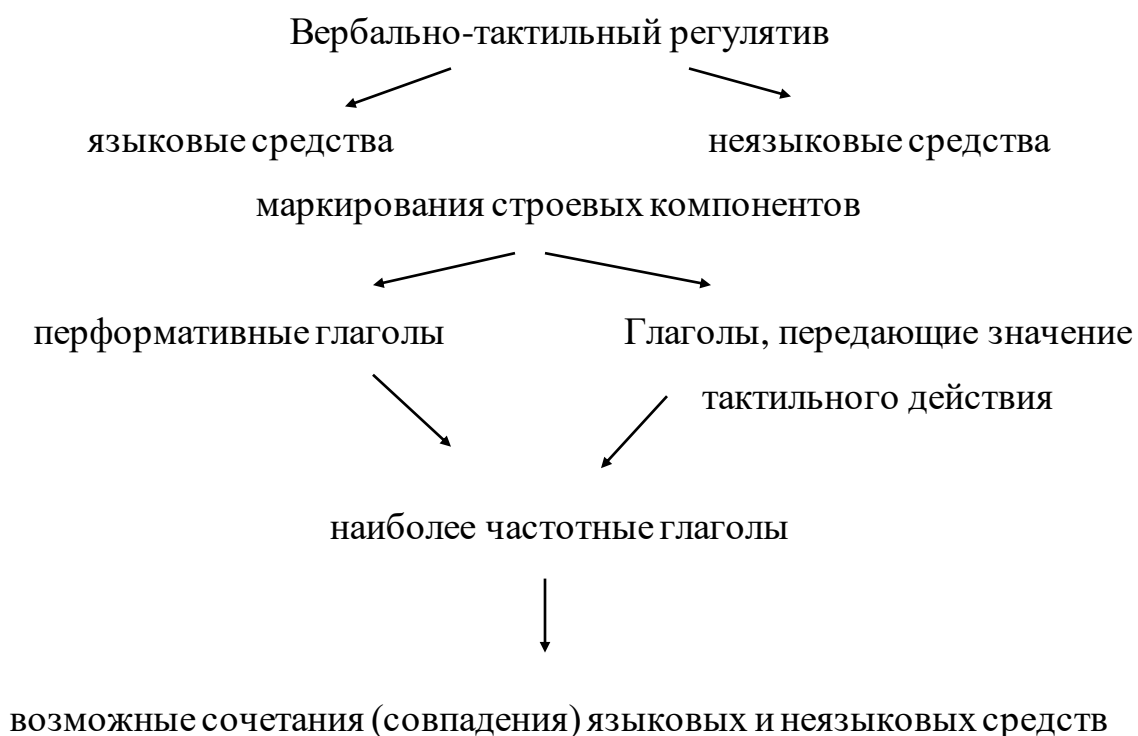 Вербально-тактильный регулятив
языковые средства неязыковые средства
маркирования строевых компонентов
перформативные глаголы Глаголы, передающие значение
тактильного действия
наиболее частотные глаголы
возможные сочетания (совпадения) языковых и неязыковых средств